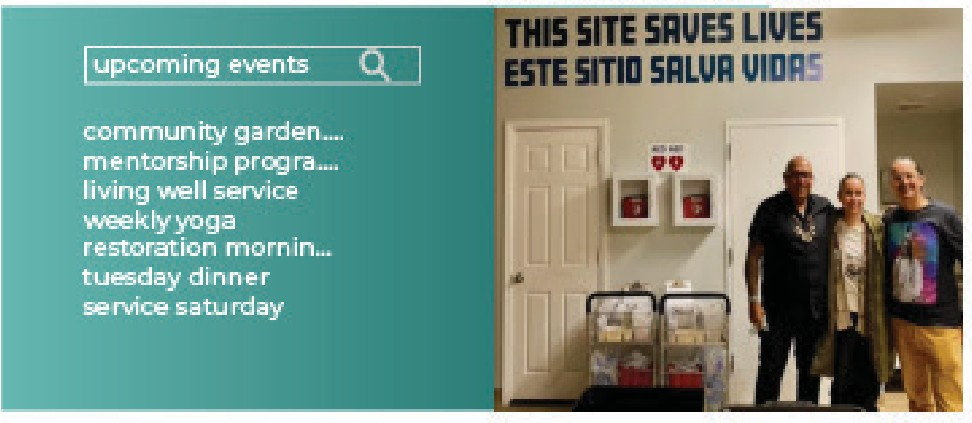 upcoming events
community garden....
mentorship progra....
living well service
weekly yoga
restoration mornin...
tuesday dinner
service saturday
THIS SITE SAVES LIVES
ESTE SITIO SALVA VIDAS